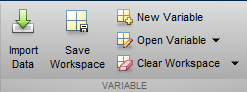 Import
Data
Save
Workspace
New Variable
Open Variable
Clear Workspace
VARIABLE